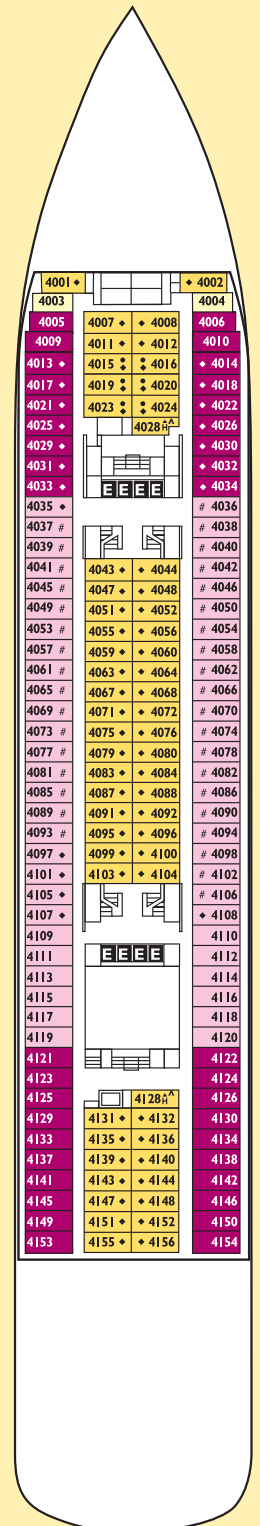 4001 ♦ ♦ 4002
4003 4004
4005 4007 ♦ ♦ 4008 4006
4009 4011 ♦ ♦ 4012 4010
4013 ♦ 4015 : : 4016 ♦ 4014
4017 ♦ 4019 : : 4020 ♦ 4018
4021 ♦ 4023 : : 4024 ♦ 4022
4025 ♦ 4028 H ^ ♦ 4026
4029 ♦ ♦ 4030
4031 ♦ ♦ 4032
4033 ♦ E E E E ♦ 4034
4035 ♦ # 4036
4037 # # 4038
4039 # # 4040
4041 # 4043 ♦ ♦ 4044 # 4042
4045 # 4047 ♦ ♦ 4048 # 4046
4049 # 4051 ♦ ♦ 4052 # 4050
4053 # 4055 ♦ ♦ 4056 # 4054
4057 # 4059 ♦ ♦ 4060 # 4058
4061 # 4063 ♦ ♦ 4064 # 4062
4065 # 4067 ♦ ♦ 4068 # 4066
4069 # 4071 ♦ ♦ 4072 # 4070
4073 # 4075 ♦ ♦ 4076 # 4074
4077 # 4079 ♦ ♦ 4080 # 4078
4081 # 4083 ♦ ♦ 4084 # 4082
4085 # 4087 ♦ ♦ 4088 # 4086
4089 # 4091 ♦ ♦ 4092 # 4090
4093 # 4095 ♦ ♦ 4096 # 4094
4097 ♦ 4099 ♦ ♦ 4100 # 4098
4101 ♦ 4103 ♦ ♦ 4104 # 4102
4105 ♦ # 4106
4107 ♦ ♦ 4108
4109 4110
4111 E E E E 4112
4113 4114
4115 4116
4117 4118
4119 4120
4121 4122
4123 4124
4125 4128 H ^ 4126
4129 4131 ♦ ♦ 4132 4130
4133 4135 ♦ ♦ 4136 4134
4137 4139 ♦ ♦ 4140 4138
4141 4143 ♦ ♦ 4144 4142
4145 4147 ♦ ♦ 4148 4146
4149 4151 ♦ ♦ 4152 4150
4153 4155 ♦ ♦ 4156 4154